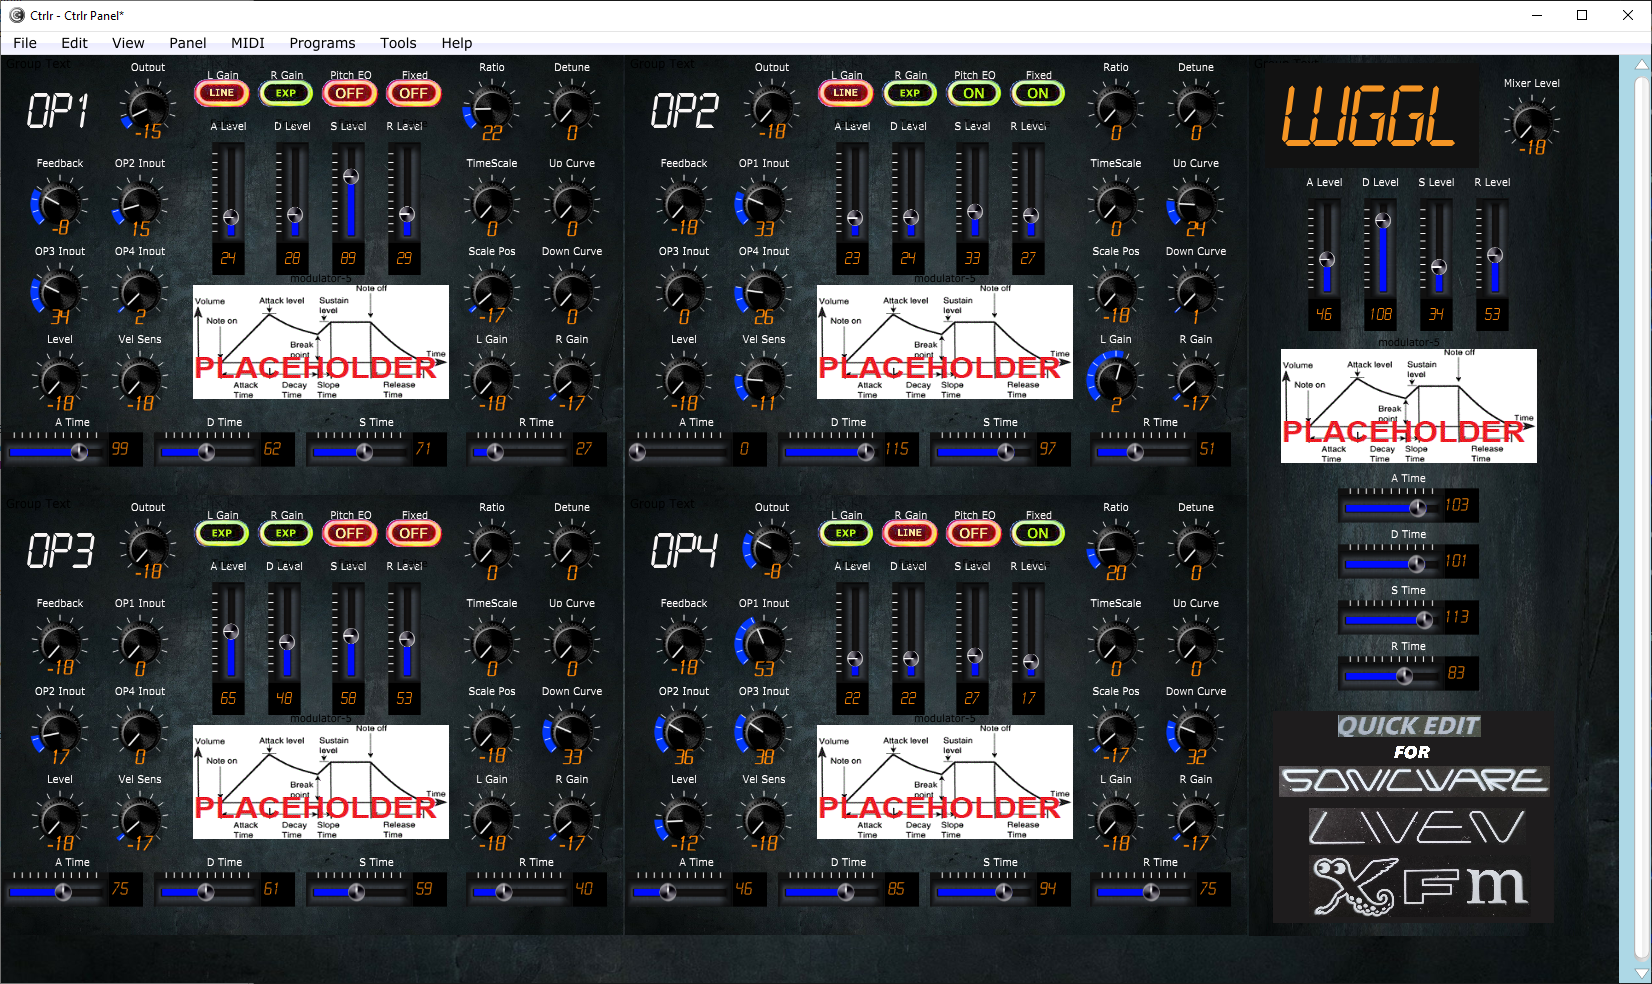 Ctrlr - Ctrlr Panel*
File Edit View Panel MIDI Programs Tools Help
Group Text
OP1
Output
-15
L Gain R Gain Pitch EO Fixed
LINE EXP OFF OFF
Ratio Detune
22 0
A Level D Level S Level R Level
Feedback OP2 Input
-8 15
TimeScale Up Curve
0 0
OP3 Input OP4 Input
34 2
24 28 89 29
Scale Pos Down Curve
-17 0
modulator-5
Volume Attack level Sustain level Note off
Note on
Break point
Time
PLACEHOLDER
Attack Time Decay Time Slope Time Release Time
Level Vel Sens
-18 -18
L Gain R Gain
-18 -17
A Time D Time S Time R Time
99 62 71 27
Group Text
OP2
Output
-18
L Gain R Gain Pitch EO Fixed
LINE EXP ON ON
Ratio Detune
0 0
A Level D Level S Level R Level
Feedback OP1 Input
-18 33
TimeScale Up Curve
0 24
OP3 Input OP4 Input
0 26
23 24 33 27
Scale Pos Down Curve
-18 1
modulator-5
Volume Attack level Sustain level Note off
Note on
Break point
Time
PLACEHOLDER
Attack Time Decay Time Slope Time Release Time
Level Vel Sens
-18 -11
L Gain R Gain
2 -17
A Time D Time S Time R Time
0 115 97 51
Group Text
OP3
Output
-18
L Gain R Gain Pitch EO Fixed
EXP EXP OFF OFF
Ratio Detune
0 0
A Level D Level S Level R Level
Feedback OP1 Input
-18 0
TimeScale Up Curve
0 0
OP2 Input OP4 Input
17 0
65 48 58 53
Scale Pos Down Curve
-18 33
modulator-5
Volume Attack level Sustain level Note off
Note on
Break point
Time
PLACEHOLDER
Attack Time Decay Time Slope Time Release Time
Level Vel Sens
-18 -17
L Gain R Gain
-18 -17
A Time D Time S Time R Time
75 61 59 40
Group Text
OP4
Output
-8
L Gain R Gain Pitch EO Fixed
EXP LINE OFF ON
Ratio Detune
20 0
A Level D Level S Level R Level
Feedback OP1 Input
-18 53
TimeScale Up Curve
0 0
OP2 Input OP3 Input
36 38
22 22 27 17
Scale Pos Down Curve
-17 32
modulator-5
Volume Attack level Sustain level Note off
Note on
Break point
Time
PLACEHOLDER
Attack Time Decay Time Slope Time Release Time
Level Vel Sens
-12 -18
L Gain R Gain
-18 -17
A Time D Time S Time R Time
46 85 94 75
WGGL
Mixer Level
-18
A Level D Level S Level R Level
46 108 34 53
modulator-5
Volume Attack level Sustain level Note off
Note on
Break point
Time
PLACEHOLDER
Attack Time Decay Time Slope Time Release Time
A Time
103
D Time
101
S Time
113
R Time
83
QUICK EDIT
FOR
SONICWARE
LIVEN
XFm